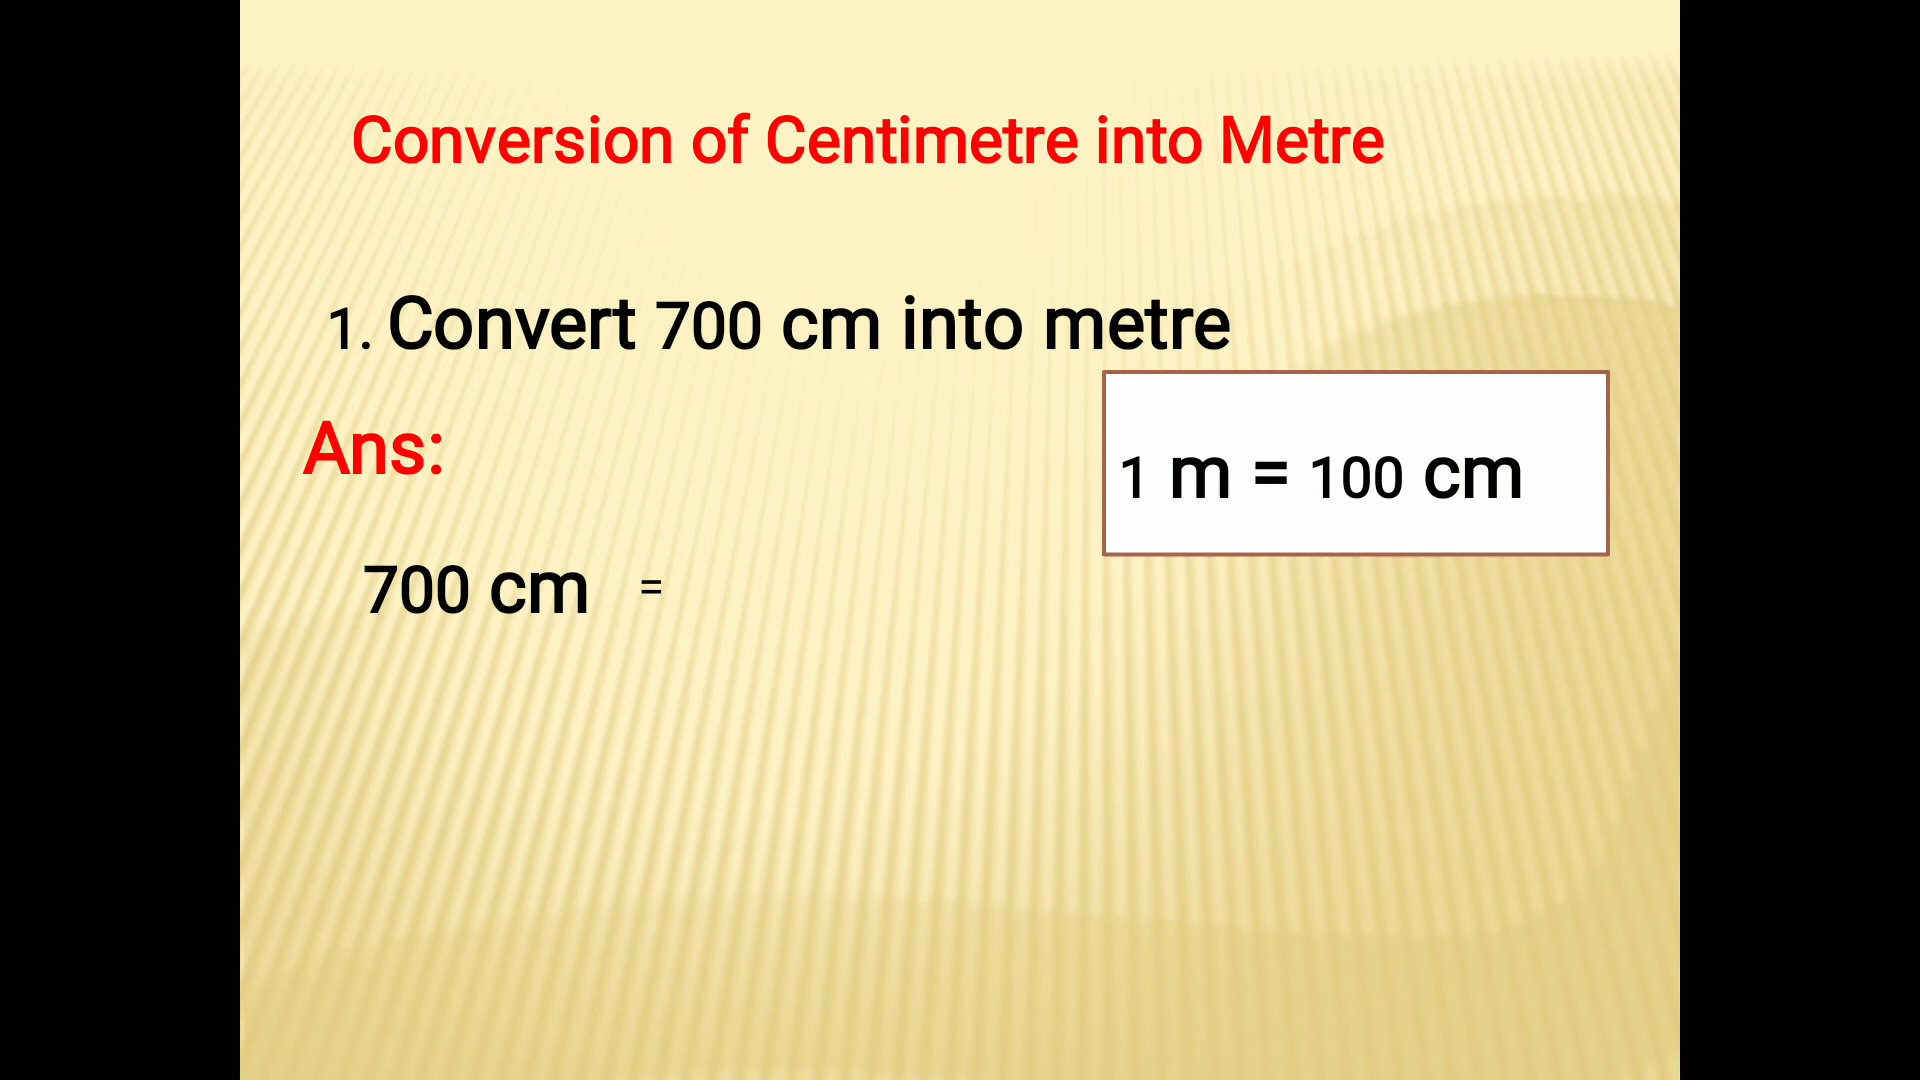 Conversion of Centimetre into Metre
1. Convert 700 cm into metre
Ans:
1 m = 100 cm
700 cm =